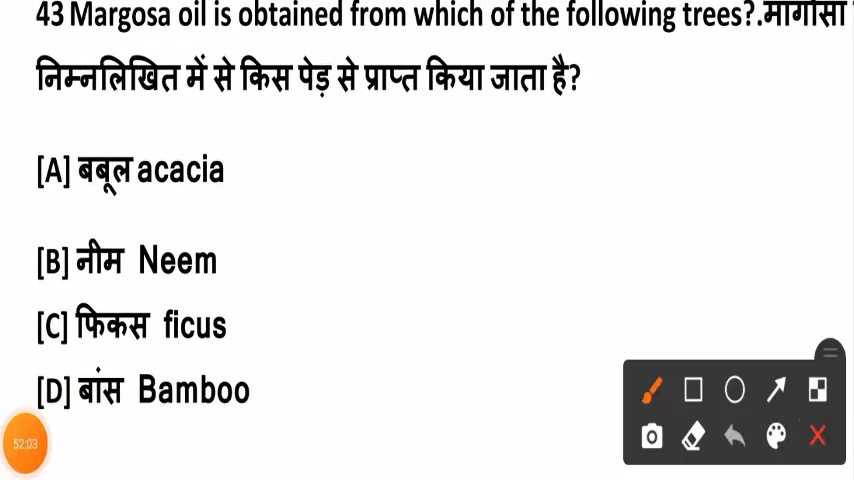 43 Margosa oil is obtained from which of the following trees?.मार्गोसा
निम्नलिखित में से किस पेड़ से प्राप्त किया जाता है?
[A] बबूल acacia
[B] नीम Neem
[C] फिकस ficus
[D] बांस Bamboo
52:03